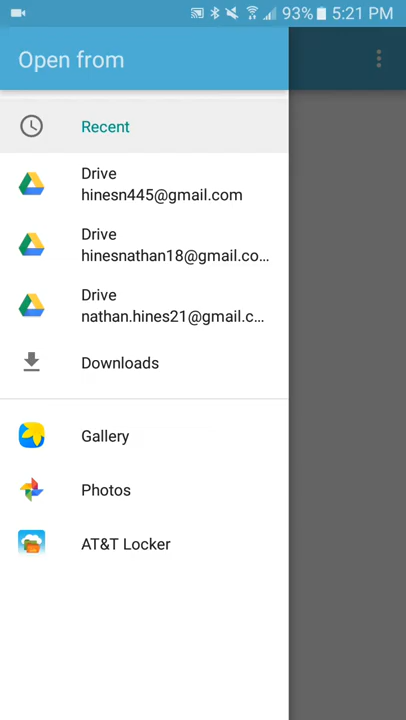 93% 5:21 PM
Open from
Recent
Drive
hinesn445@gmail.com
Drive
hinesnathan18@gmail.co...
Drive
nathan.hines21@gmail.c...
Downloads
Gallery
Photos
AT&T Locker